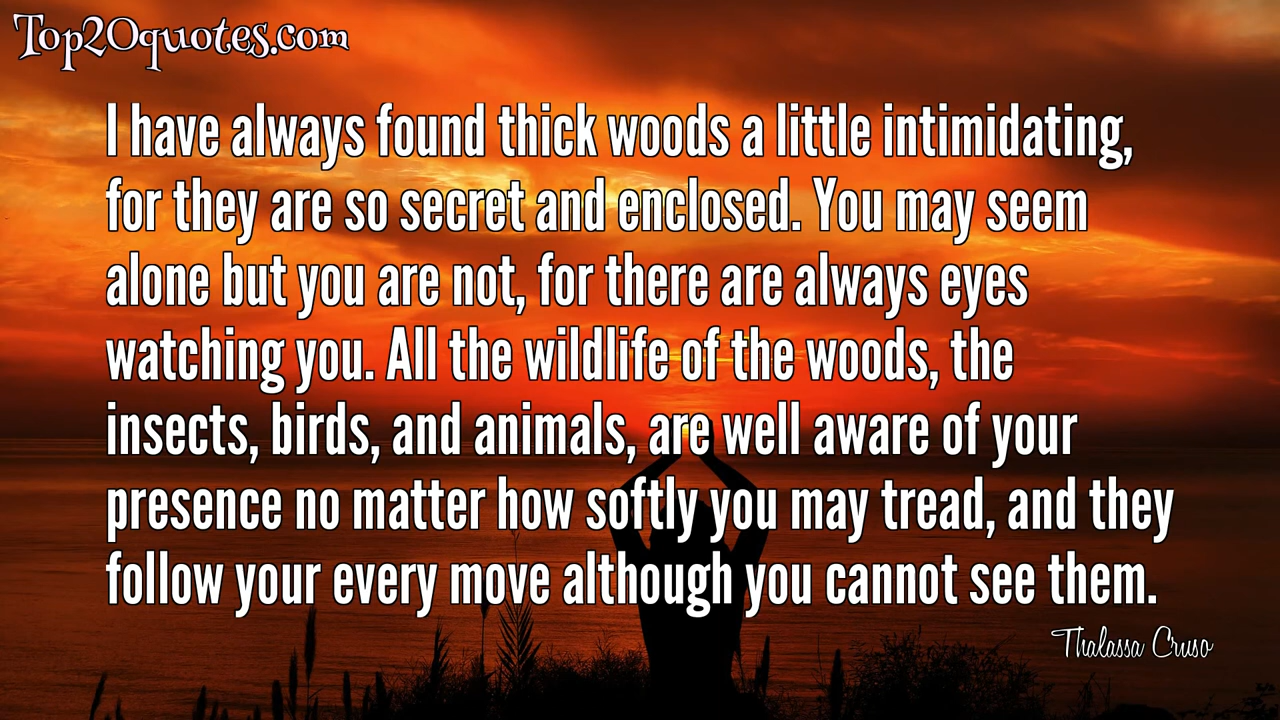 Top20quotes.com
I have always found thick woods a little intimidating,
for they are so secret and enclosed. You may seem
alone but you are not, for there are always eyes
watching you. All the wildlife of the woods, the
insects, birds, and animals, are well aware of your
presence no matter how softly you may tread, and they
follow your every move although you cannot see them.
Thalassa Cruso